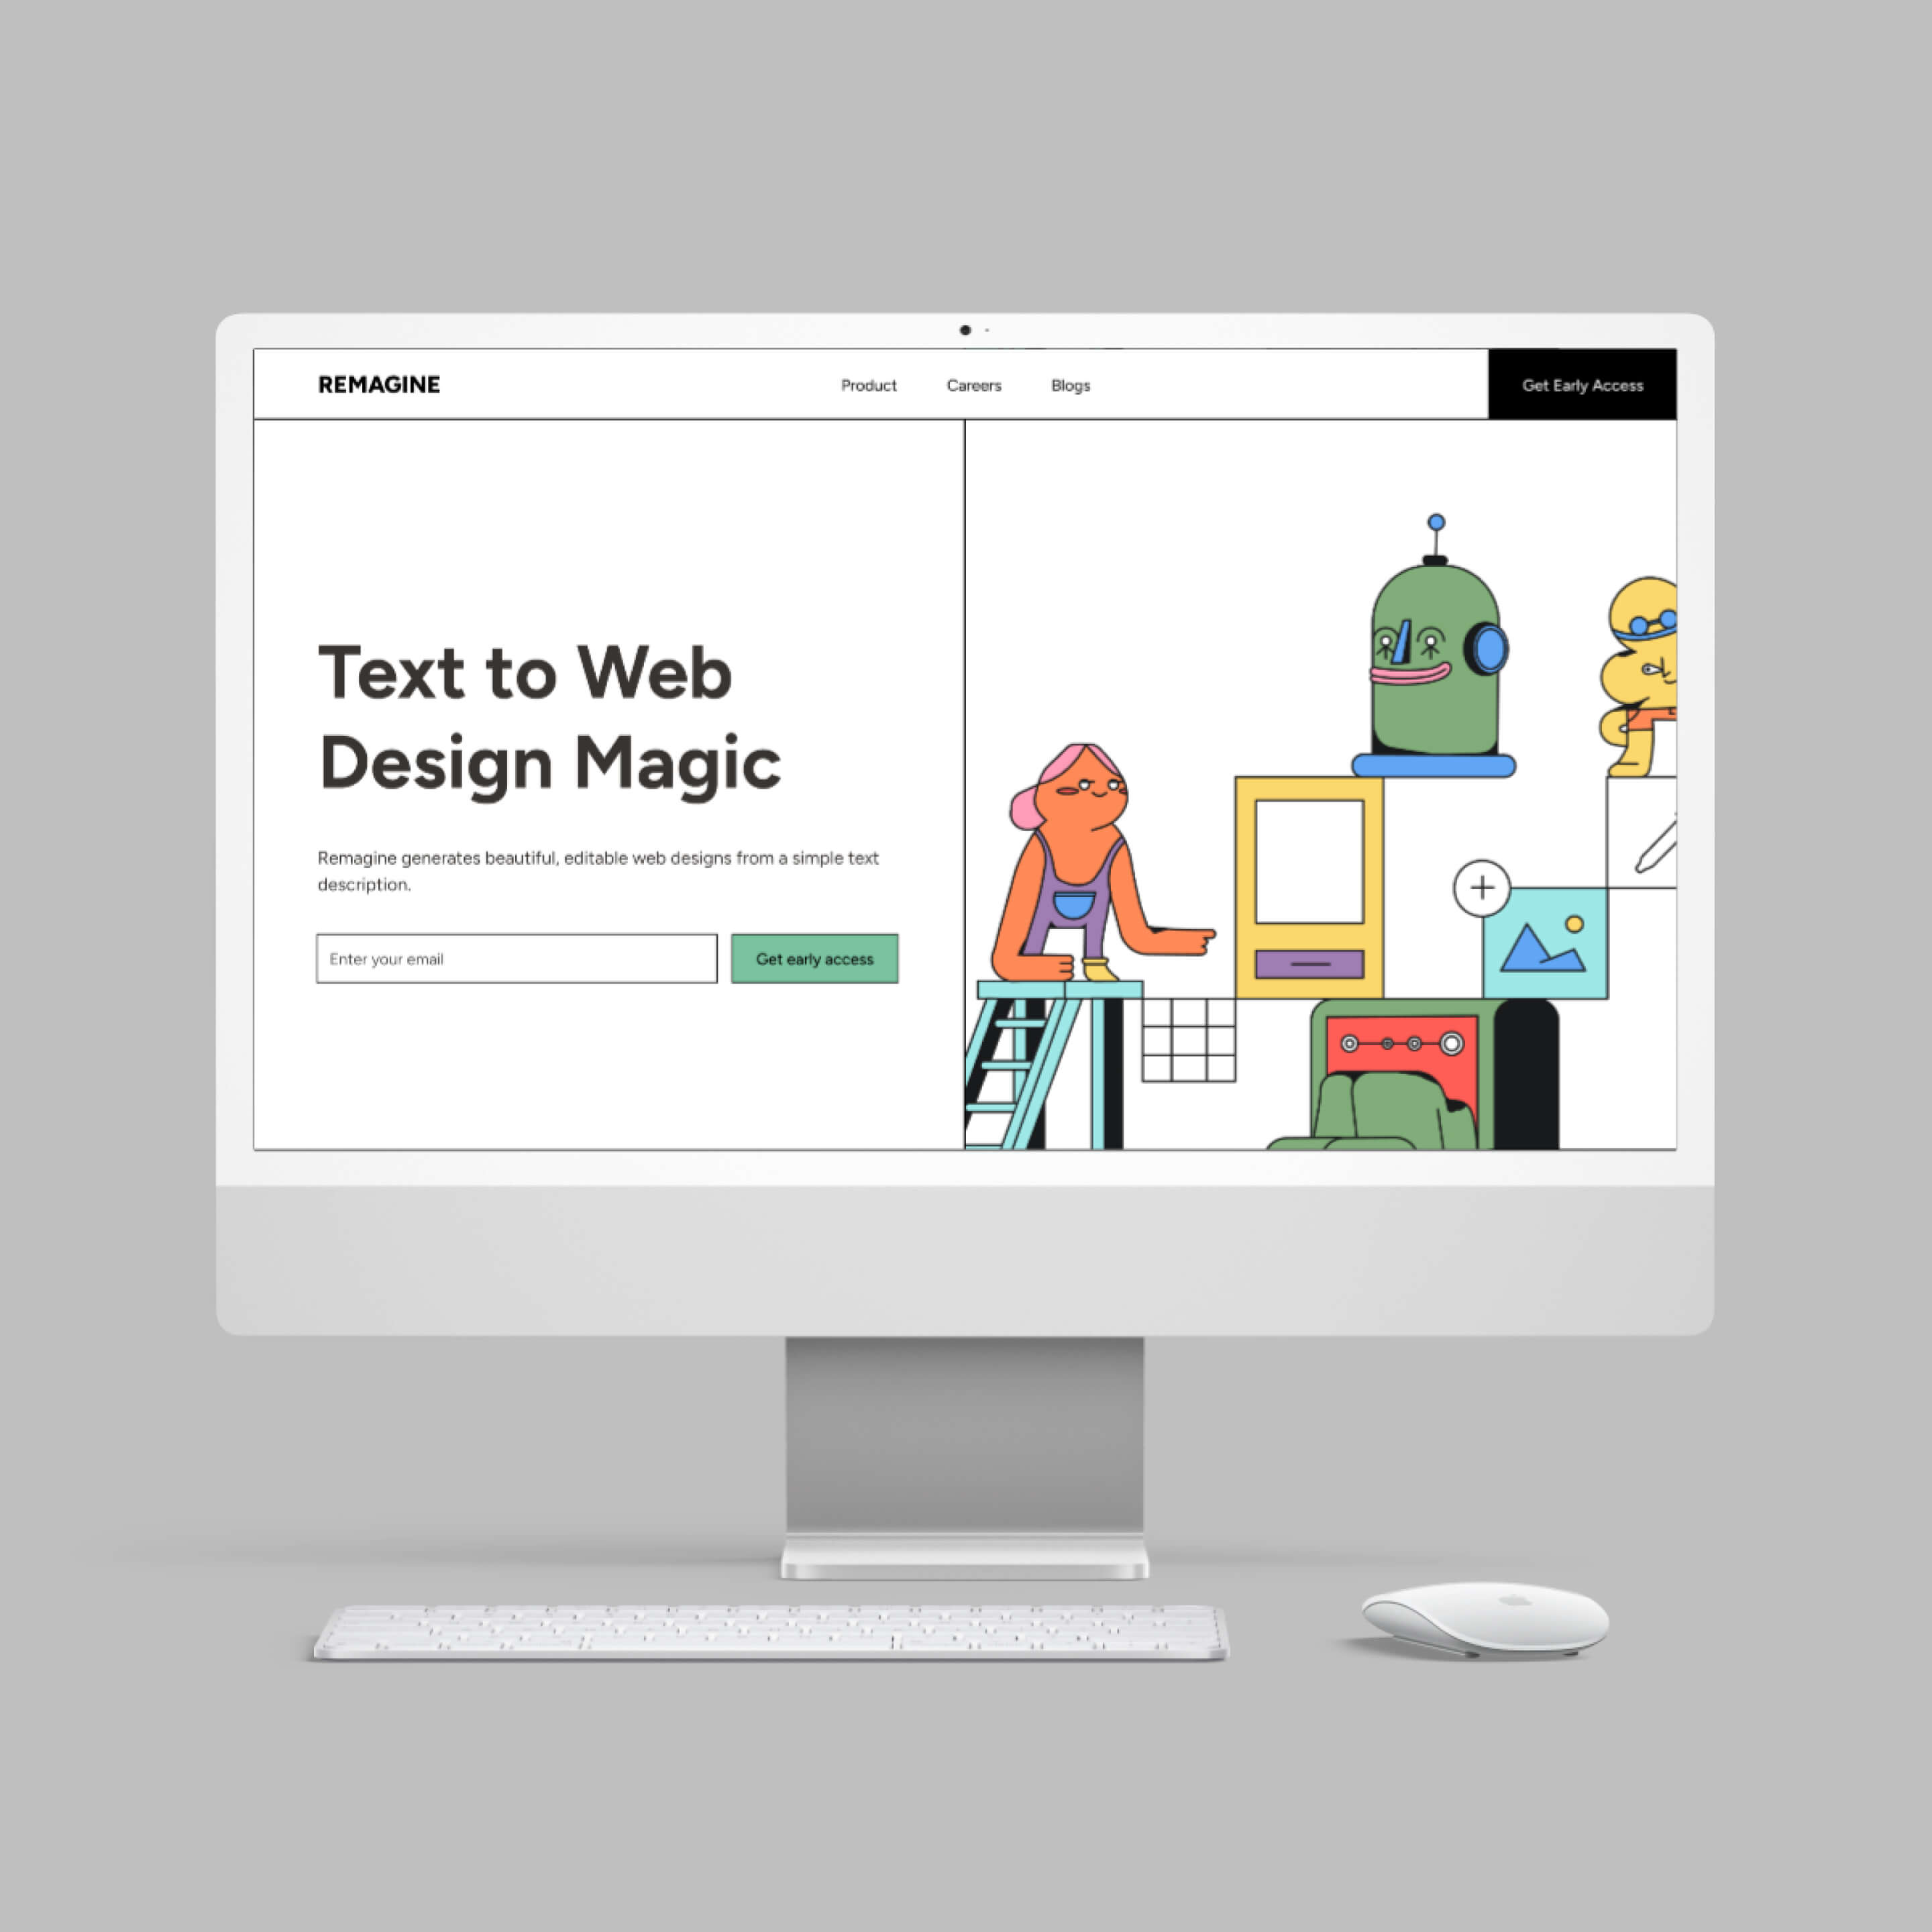 REMAGINE
Product
Careers
Blogs
Get Early Access
Text to Web
Design Magic
Remagine generates beautiful, editable web designs from a simple text
description.
Enter your email
Get early access